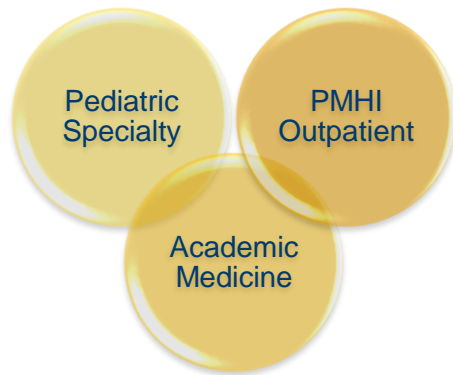 Pediatric
Specialty
PMHI
Outpatient
Academic
Medicine